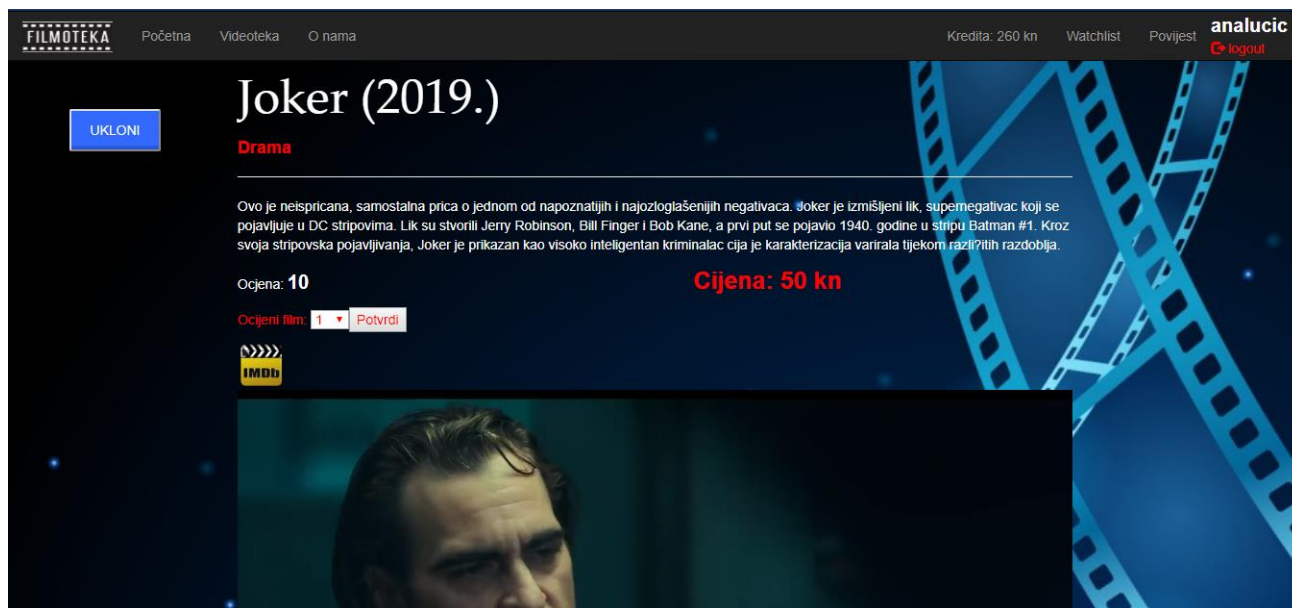 FILMOTEKA Početna Videoteka O nama Kredita: 260 kn Watchlist Povijest analucic
logout
Joker (2019.)
UKLONI
Drama
Ovo je neispricana, samostalna prica o jednom od napoznatijih i najozloglašenijih negativaca. Joker je izmišljeni lik, supernegativac koji se
pojavljuje u DC stripovima. Lik su stvorili Jerry Robinson, Bill Finger i Bob Kane, a prvi put se pojavio 1940. godine u stripu Batman #1. Kroz
svoja stripovska pojavljivanja, Joker je prikazan kao visoko inteligentan kriminalac cija je karakterizacija varirala tijekom razli?itih razdoblja.
Ocjena: 10 Cijena: 50 kn
Ocijeni film: 1 Potvrdi
IMDb